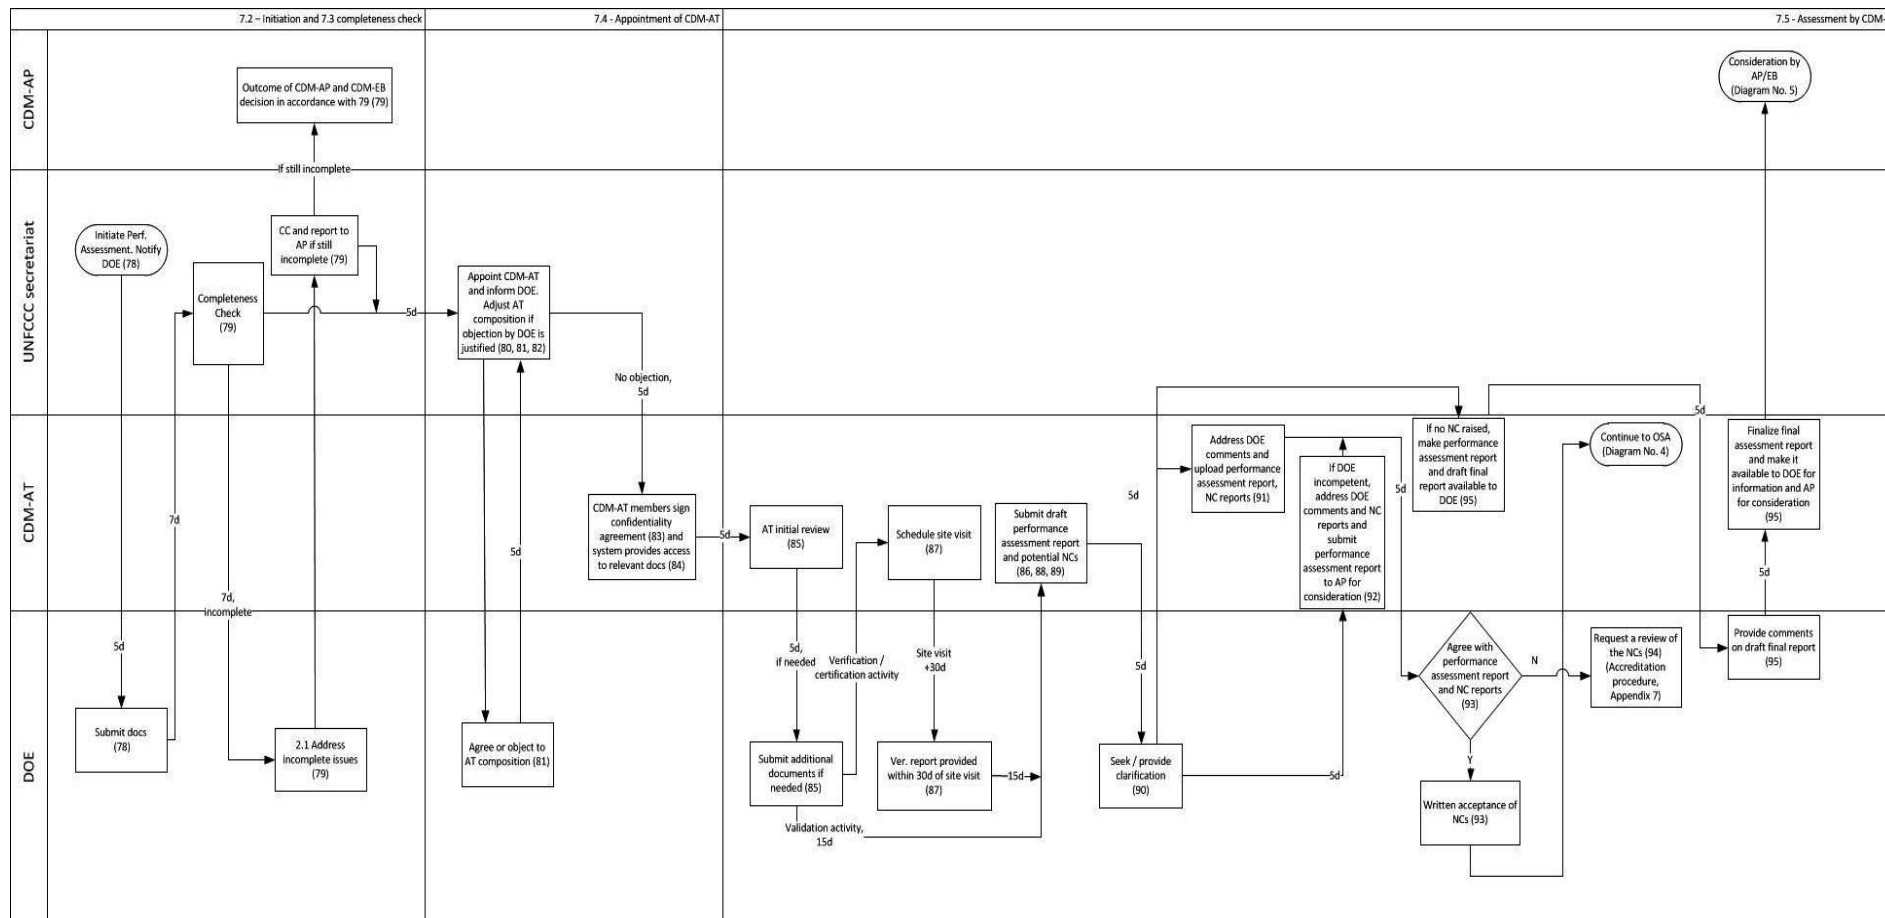 7.2 – Initiation and 7.3 completeness check
7.4 - Appointment of CDM-AT
7.5 - Assessment by CDM-
CDM-AP
Outcome of CDM-AP and CDM-EB
decision in accordance with 79 (79)
Consideration by
AP/EB
(Diagram No. 5)
If still incomplete
UNFCCC secretariat
Initiate Perf.
Assessment. Notify
DOE (78)
CC and report to
AP if still
incomplete (79)
Completeness
Check
(79)
5d
Appoint CDM-AT
and inform DOE.
Adjust AT
composition if
objection by DOE is
justified (80, 81, 82)
No objection,
5d
CDM-AT
7d
5d
CDM-AT members sign
confidentiality
agreement (83) and
system provides access
to relevant docs (84)
5d
AT initial review
(85)
Schedule site visit
(87)
Submit draft
performance
assessment report
and potential NCs
(86, 88, 89)
5d
Address DOE
comments and
upload performance
assessment report,
NC reports (91)
If DOE
incompetent,
address DOE
comments and NC
reports and
submit
performance
assessment report
to AP for
consideration (92)
5d
If no NC raised,
make performance
assessment report
and draft final
report available to
DOE (95)
Continue to OSA
(Diagram No. 4)
5d
Finalize final
assessment report
and make it
available to DOE for
information and AP
for consideration
(95)
5d
7d,
incomplete
DOE
5d
Submit docs
(78)
2.1 Address
incomplete issues
(79)
Agree or object to
AT composition (81)
5d,
if needed
Verification /
certification activity
Site visit
+30d
Submit additional
documents if
needed (85)
Ver. report provided
within 30d of site visit
(87)
15d
Validation activity,
15d
5d
Seek / provide
clarification
(90)
5d
Agree with
performance
assessment report
and NC reports
(93)
N
Request a review of
the NCs (94)
(Accreditation
procedure,
Appendix 7)
Provide comments
on draft final report
(95)
Y
Written acceptance of
NCs (93)